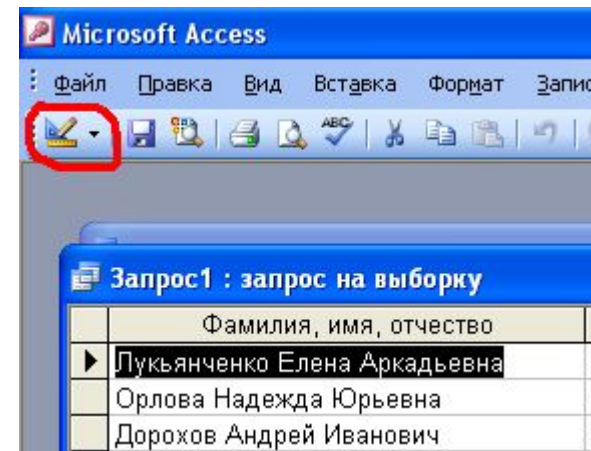 Microsoft Access
Файл Правка Вид Вставка Формат
ABC
Запрос1 : запрос на выборку
Фамилия, имя, отчество
Лукьянченко Елена Аркадьевна
Орлова Надежда Юрьевна
Дорохов Андрей Иванович